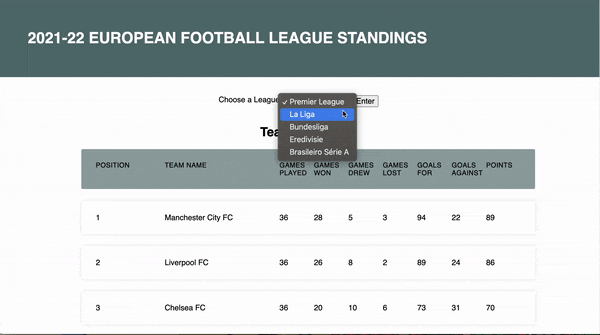 2021-22 EUROPEAN FOOTBALL LEAGUE STANDINGS
Choose a League
✓ Premier League
Enter
La Liga
Bundesliga
Eredivisie
Brasileiro Série A
POSITION TEAM NAME GAMES PLAYED GAMES WON GAMES DREW GAMES LOST GOALS FOR GOALS AGAINST POINTS
1 Manchester City FC 36 28 5 3 94 22 89
2 Liverpool FC 36 26 8 2 89 24 86
3 Chelsea FC 36 20 10 6 73 31 70